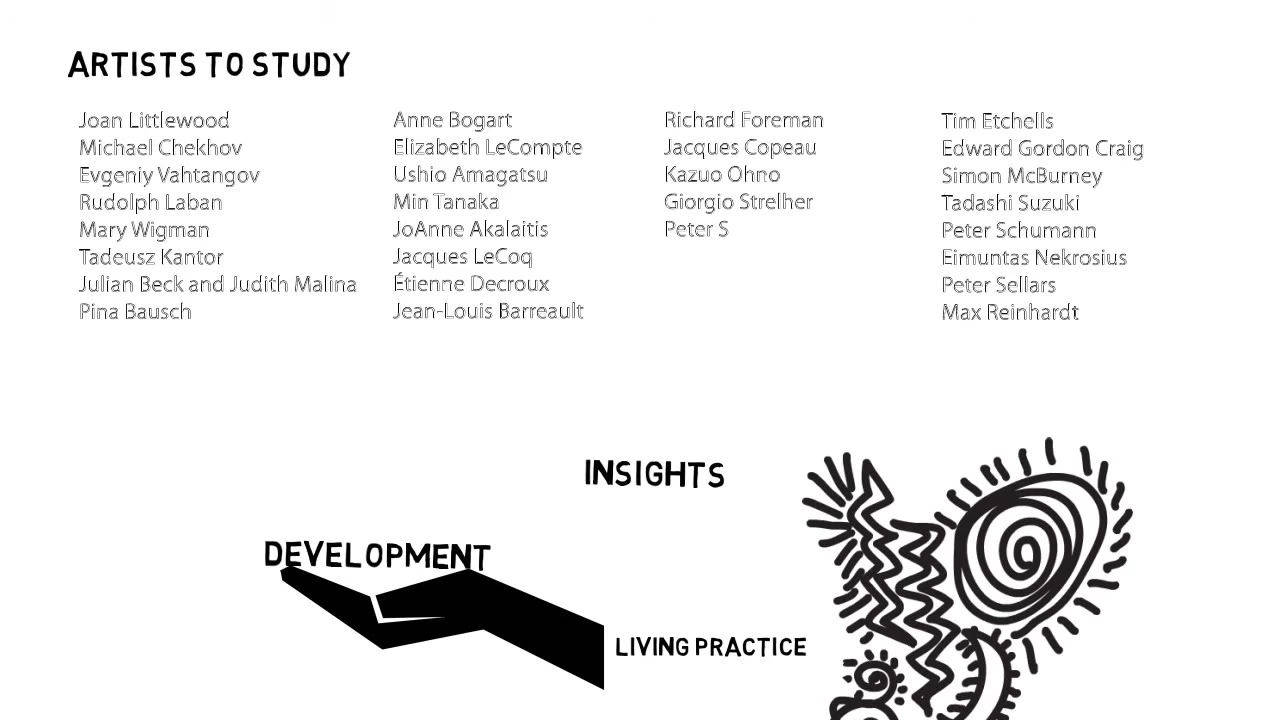 ARTISTS TO STUDY
Joan Littlewood
Michael Chekhov
Evgeniy Vahtangov
Rudolph Laban
Mary Wigman
Tadeusz Kantor
Julian Beck and Judith Malina
Pina Bausch
Anne Bogart
Elizabeth LeCompte
Ushio Amagatsu
Min Tanaka
JoAnne Akalaitis
Jacques LeCoq
Étienne Decroux
Jean-Louis Barreault
Richard Foreman
Jacques Copeau
Kazuo Ohno
Giorgio Strelher
Peter S
Tim Etchells
Edward Gordon Craig
Simon McBurney
Tadashi Suzuki
Peter Schumann
Eimuntas Nekrosius
Peter Sellars
Max Reinhardt
INSIGHTS
DEVELOPMENT
LIVING PRACTICE